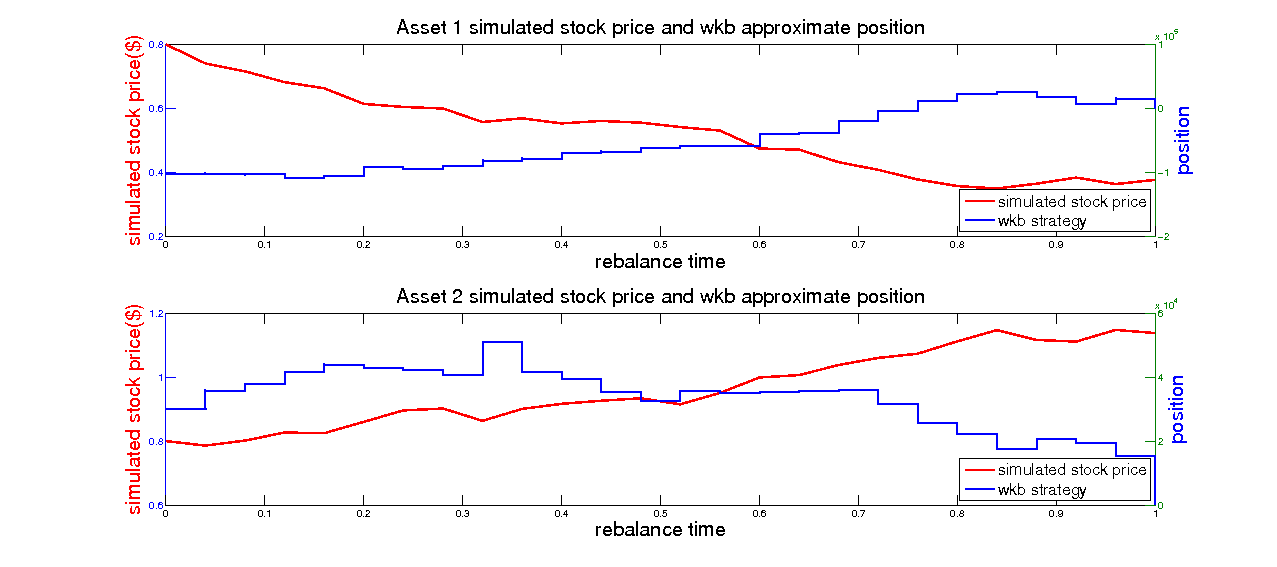 Asset 1 simulated stock price and wkb approximate position
x 10^5
simulated stock price($)
0.8
0.6
0.4
0.2
1
0
-1
-2
position
simulated stock price
wkb strategy
0 0.1 0.2 0.3 0.4 0.5 0.6 0.7 0.8 0.9 1
rebalance time
Asset 2 simulated stock price and wkb approximate position
x 10^4
simulated stock price($)
1.2
1
0.8
0.6
6
4
2
0
position
simulated stock price
wkb strategy
0 0.1 0.2 0.3 0.4 0.5 0.6 0.7 0.8 0.9 1
rebalance time